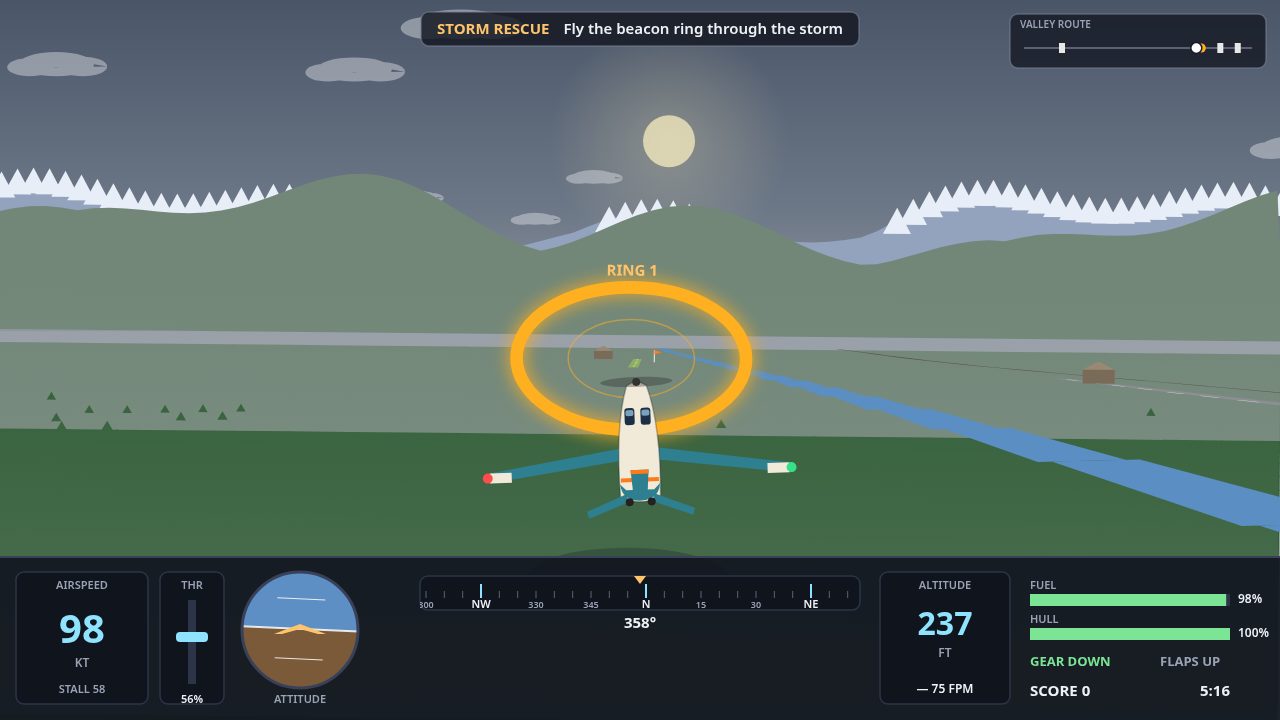 STORM RESCUE Fly the beacon ring through the storm
VALLEY ROUTE
RING 1
AIRSPEED
98
KT
STALL 58
THR
56%
ATTITUDE
300 NW 330 345 N 15 30 NE
358°
ALTITUDE
237
FT
— 75 FPM
FUEL
98%
HULL
100%
GEAR DOWN FLAPS UP
SCORE 0 5:16